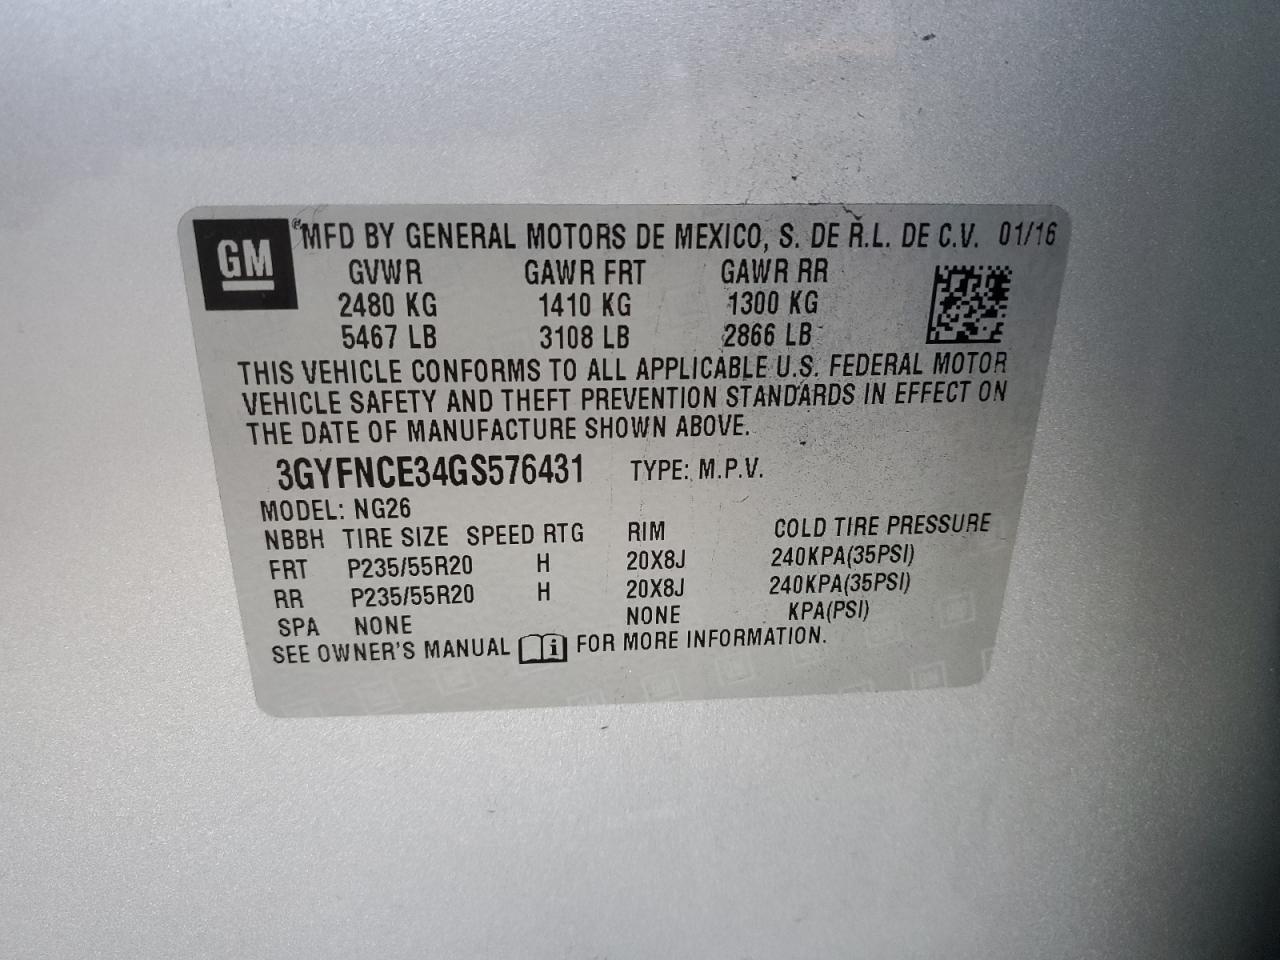 GM
® MFD BY GENERAL MOTORS DE MEXICO, S. DE R.L. DE C.V. 01/16
GVWR GAWR FRT GAWR RR
2480 KG 1410 KG 1300 KG
5467 LB 3108 LB 2866 LB
THIS VEHICLE CONFORMS TO ALL APPLICABLE U.S. FEDERAL MOTOR
VEHICLE SAFETY AND THEFT PREVENTION STANDARDS IN EFFECT ON
THE DATE OF MANUFACTURE SHOWN ABOVE.
3GYFNCE34GS576431 TYPE: M.P.V.
MODEL: NG26
NBBH TIRE SIZE SPEED RTG RIM COLD TIRE PRESSURE
FRT P235/55R20 H 20X8J 240KPA(35PSI)
RR P235/55R20 H 20X8J 240KPA(35PSI)
SPA NONE NONE KPA(PSI)
SEE OWNER'S MANUAL i FOR MORE INFORMATION.